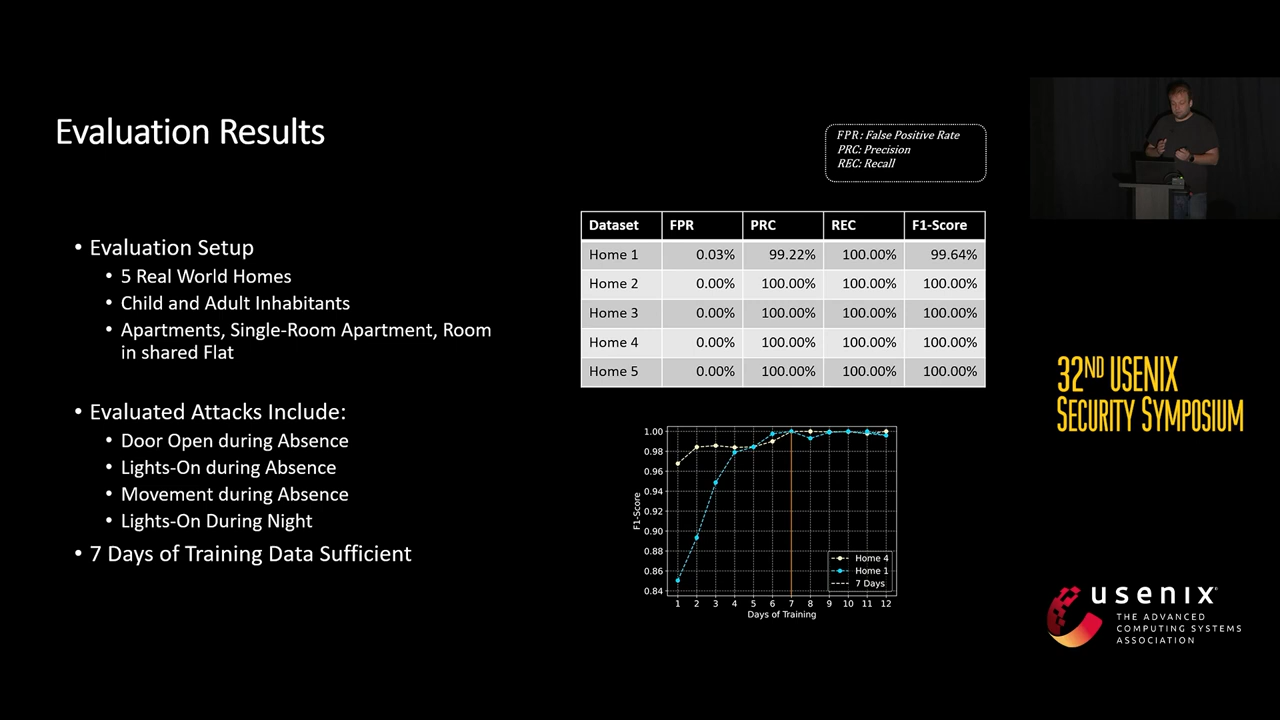 Evaluation Results
FPR: False Positive Rate
PRC: Precision
REC: Recall
• Evaluation Setup
• 5 Real World Homes
• Child and Adult Inhabitants
• Apartments, Single-Room Apartment, Room
in shared Flat
• Evaluated Attacks Include:
• Door Open during Absence
• Lights-On during Absence
• Movement during Absence
• Lights-On During Night
• 7 Days of Training Data Sufficient
Dataset FPR PRC REC F1-Score
Home 1 0.03% 99.22% 100.00% 99.64%
Home 2 0.00% 100.00% 100.00% 100.00%
Home 3 0.00% 100.00% 100.00% 100.00%
Home 4 0.00% 100.00% 100.00% 100.00%
Home 5 0.00% 100.00% 100.00% 100.00%
F1-Score
1.00
0.98
0.96
0.94
0.92
0.90
0.88
0.86
0.84
Home 4
Home 1
7 Days
1 2 3 4 5 6 7 8 9 10 11 12
Days of Training
32ND USENIX
SECURITY SYMPOSIUM
usenix
THE ADVANCED
COMPUTING SYSTEMS
ASSOCIATION